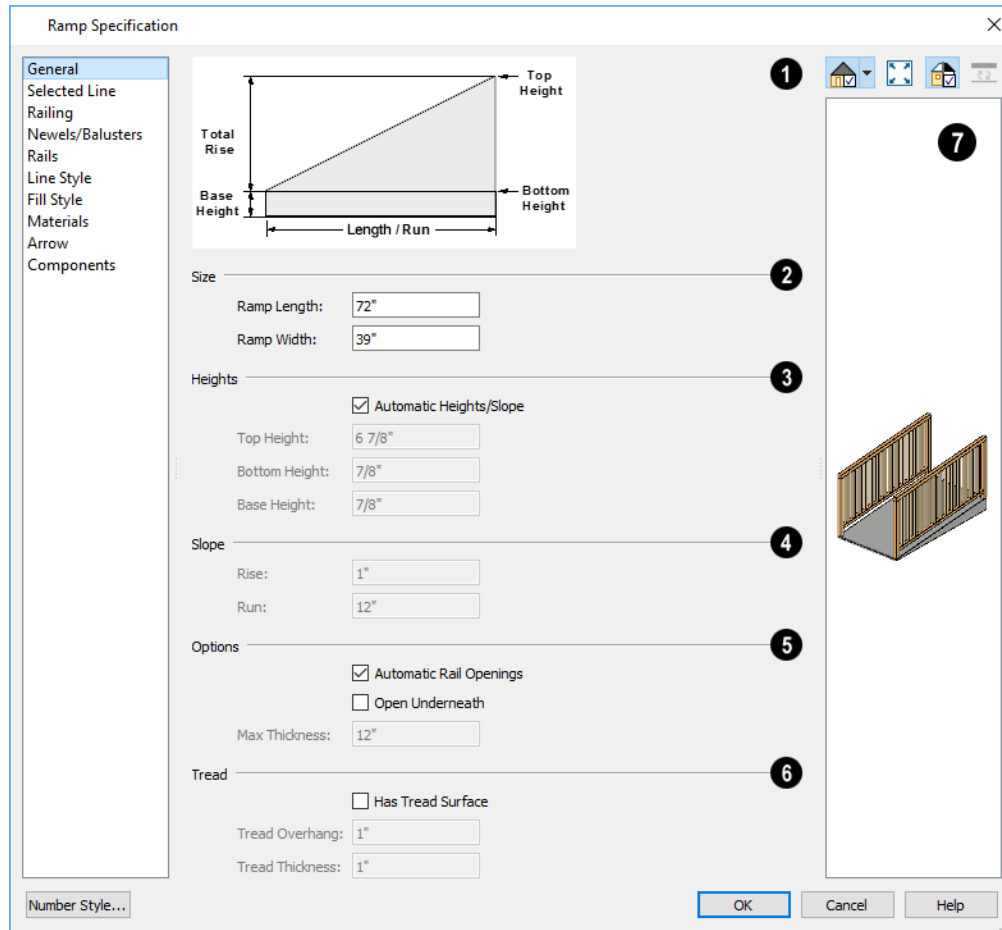 Ramp Specification
General
Selected Line
Railing
Newels/Balusters
Rails
Line Style
Fill Style
Materials
Arrow
Components
Top
Height
Total
Rise
Base
Height
Bottom
Height
Length / Run
1
7
Size
2
Ramp Length: 72"
Ramp Width: 39"
Heights
3
Automatic Heights/Slope
Top Height: 6 7/8"
Bottom Height: 7/8"
Base Height: 7/8"
Slope
4
Rise: 1"
Run: 12"
Options
5
Automatic Rail Openings
Open Underneath
Max Thickness: 12"
Tread
6
Has Tread Surface
Tread Overhang: 1"
Tread Thickness: 1"
Number Style...
OK
Cancel
Help